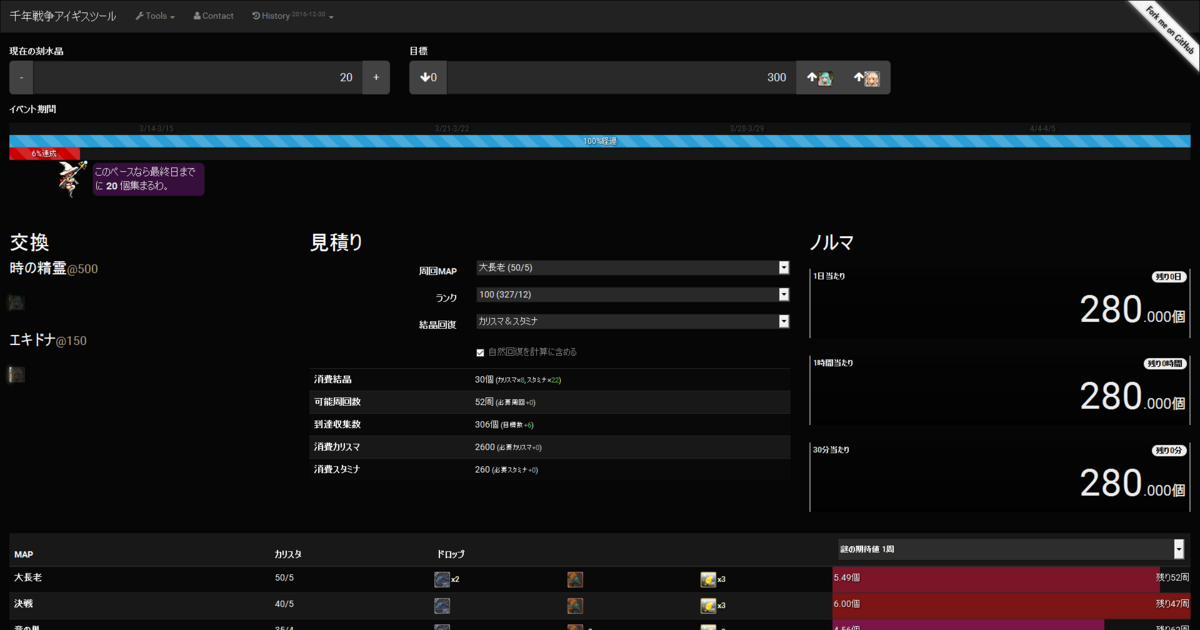 千年戦争アイギスツール Tools Contact History 2016-12-30
Fork me on GitHub
現在の刻水晶 目標
- 20 + 0 300
イベント期間
3/14-3/15 3/21-3/22 3/28-3/29 4/4-4/5
100%経過
6%達成
このペースなら最終日まで
に 20 個集まるわ。
交換 見積り ノルマ
時の精霊@500
エキドナ@150
周回MAP 大長老 (50/5)
ランク 100 (327/12)
結晶回復 カリスマ＆スタミナ
自然回復を計算に含める
消費結晶 30個 (カリスマ×8,スタミナ×22)
可能周回数 52周 (必要周回+0)
到達収集数 306個 (目標数+6)
消費カリスマ 2600 (必要カリスマ+0)
消費スタミナ 260 (必要スタミナ+0)
1日当たり 残り0日
280.000個
1時間当たり 残り0時間
280.000個
30分当たり 残り0分
280.000個
MAP カリスタ ドロップ 謎の期待値 1周
大長老 50/5 x2 x3 5.49個 残り52周
決戦 40/5 x3 6.00個 残り47周
竜の巣 35/4 4.56個 残り62周